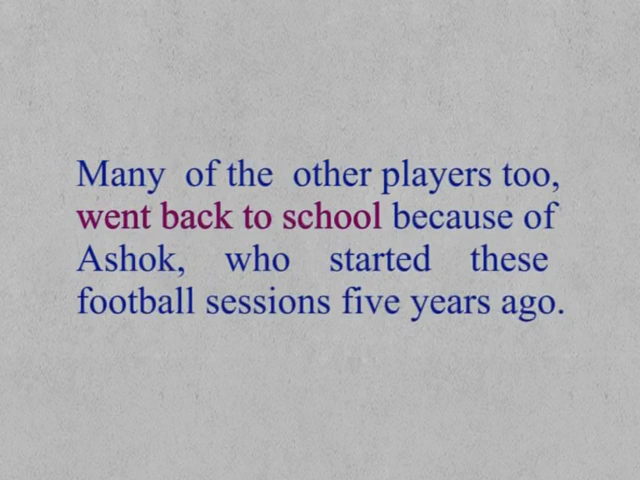 Many of the other players too,
went back to school because of
Ashok, who started these
football sessions five years ago.